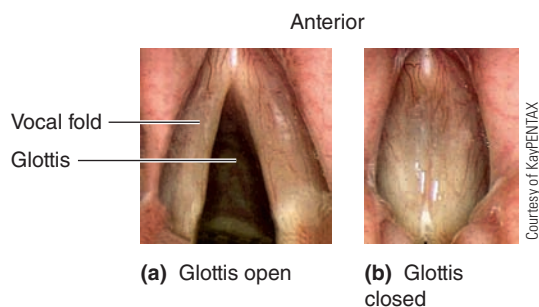 Anterior
Vocal fold
Glottis
(a) Glottis open
(b) Glottis
closed
Courtesy of KayPENTAX